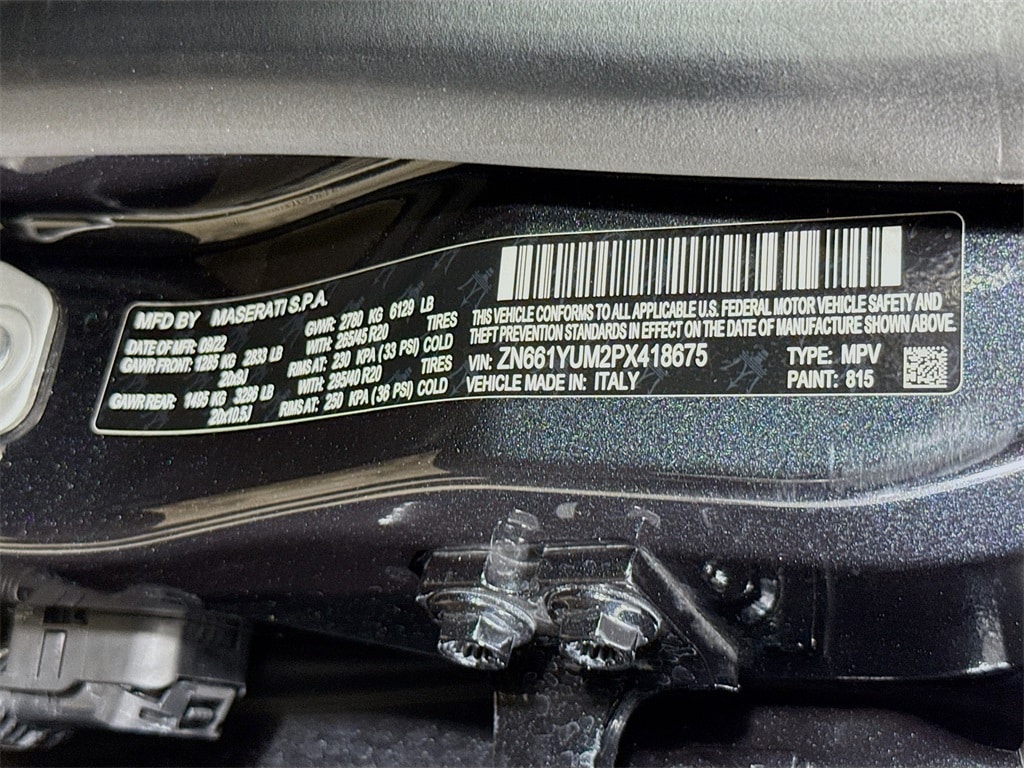 MFD BY MASERATI S.P.A.
DATE OF MFR: 09/22 GVWR: 2780 KG 6129 LB
GAWR FRONT: 1285 KG 2833 LB WITH: 265/45 R20 TIRES
20x9J RIMS AT: 230 KPA (33 PSI) COLD
GAWR REAR: 1495 KG 3296 LB WITH: 295/40 R20 TIRES
20x10.5J RIMS AT: 250 KPA (36 PSI) COLD
THIS VEHICLE CONFORMS TO ALL APPLICABLE U.S. FEDERAL MOTOR VEHICLE SAFETY AND
THEFT PREVENTION STANDARDS IN EFFECT ON THE DATE OF MANUFACTURE SHOWN ABOVE.
VIN: ZN661YUM2PX418675 TYPE: MPV
VEHICLE MADE IN: ITALY PAINT: 815